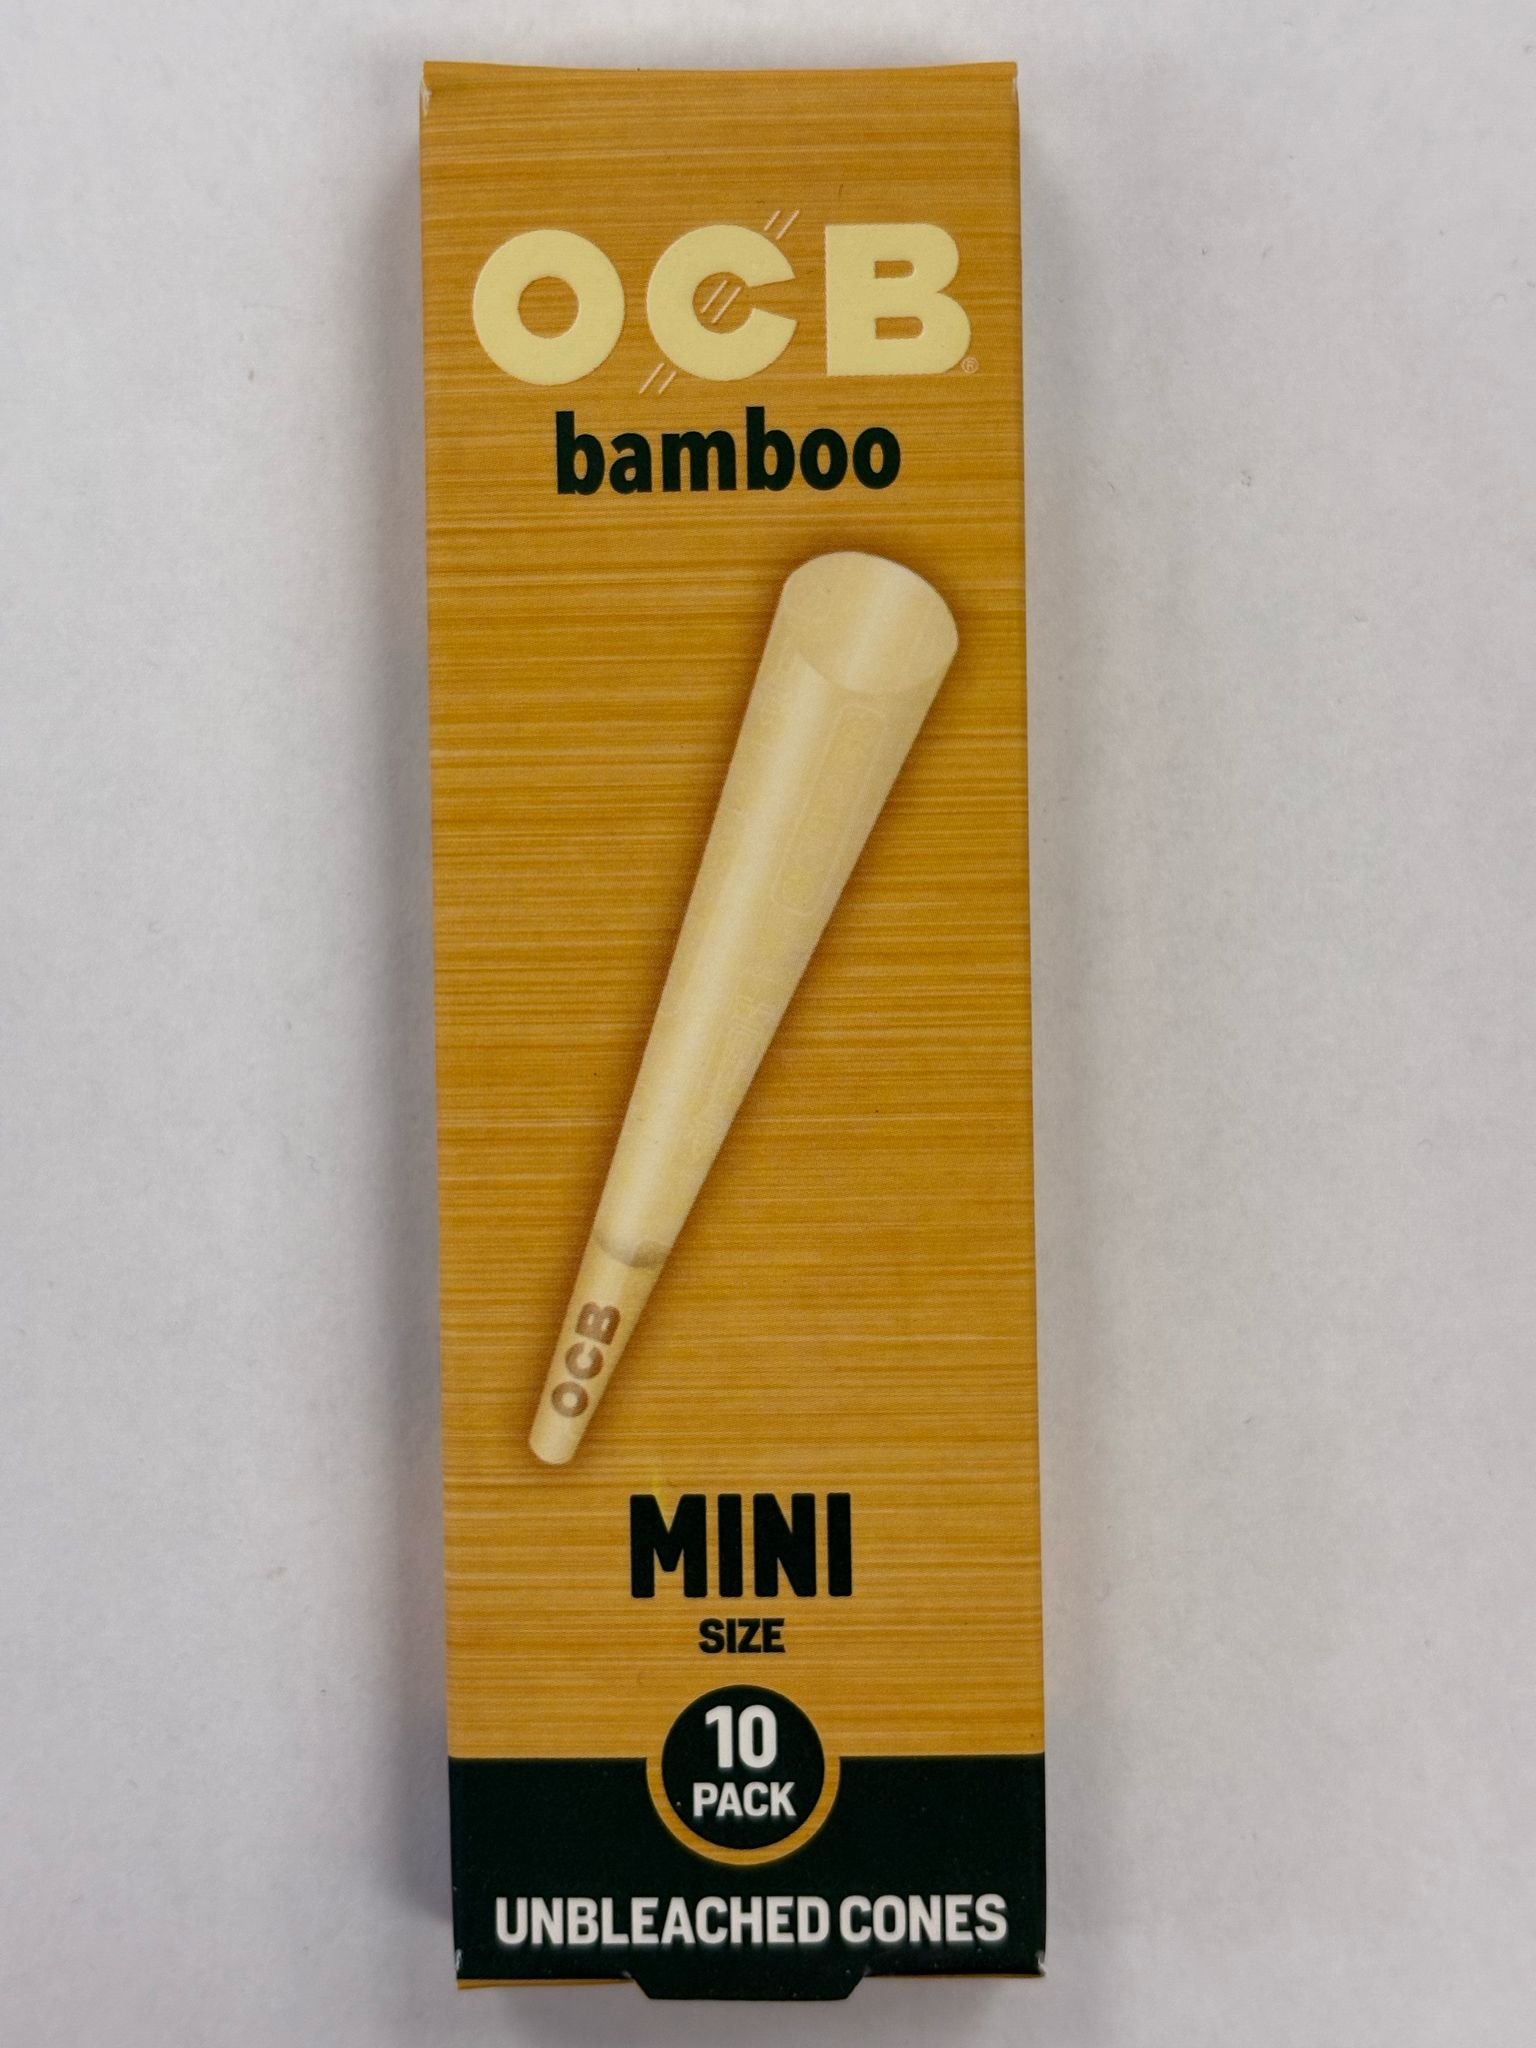 OCB®
bamboo
OCB
MINI
SIZE
10
PACK
UNBLEACHED CONES